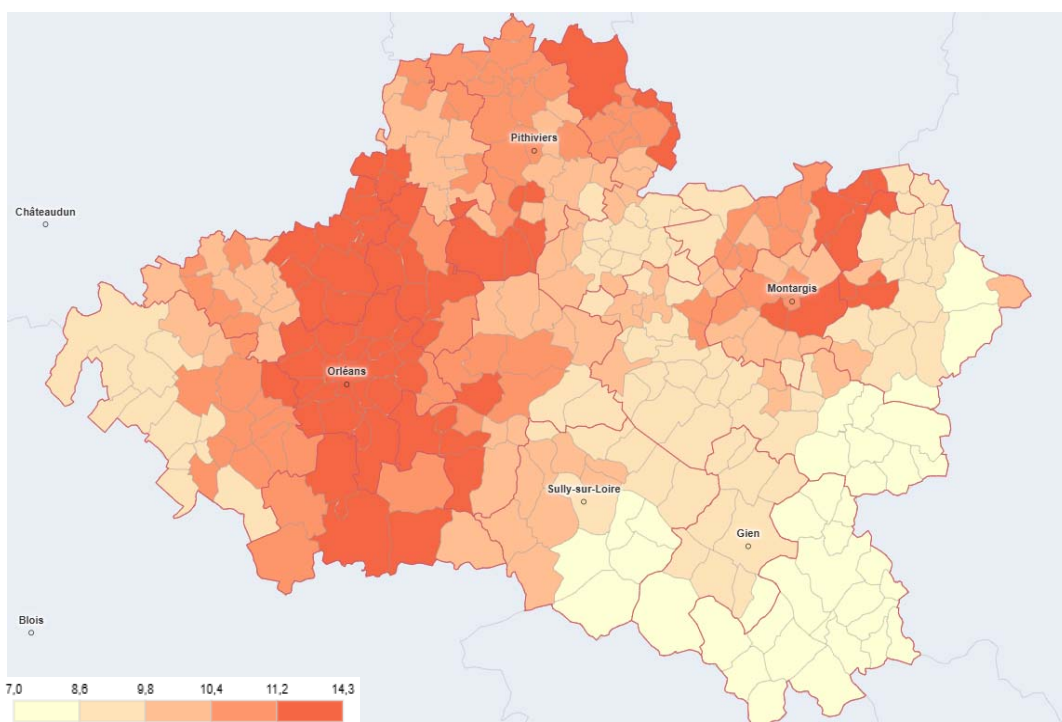 Pithiviers
Châteaudun
Montargis
Orléans
Sully-sur-Loire
Gien
Blois
7,0 8,6 9,8 10,4 11,2 14,3